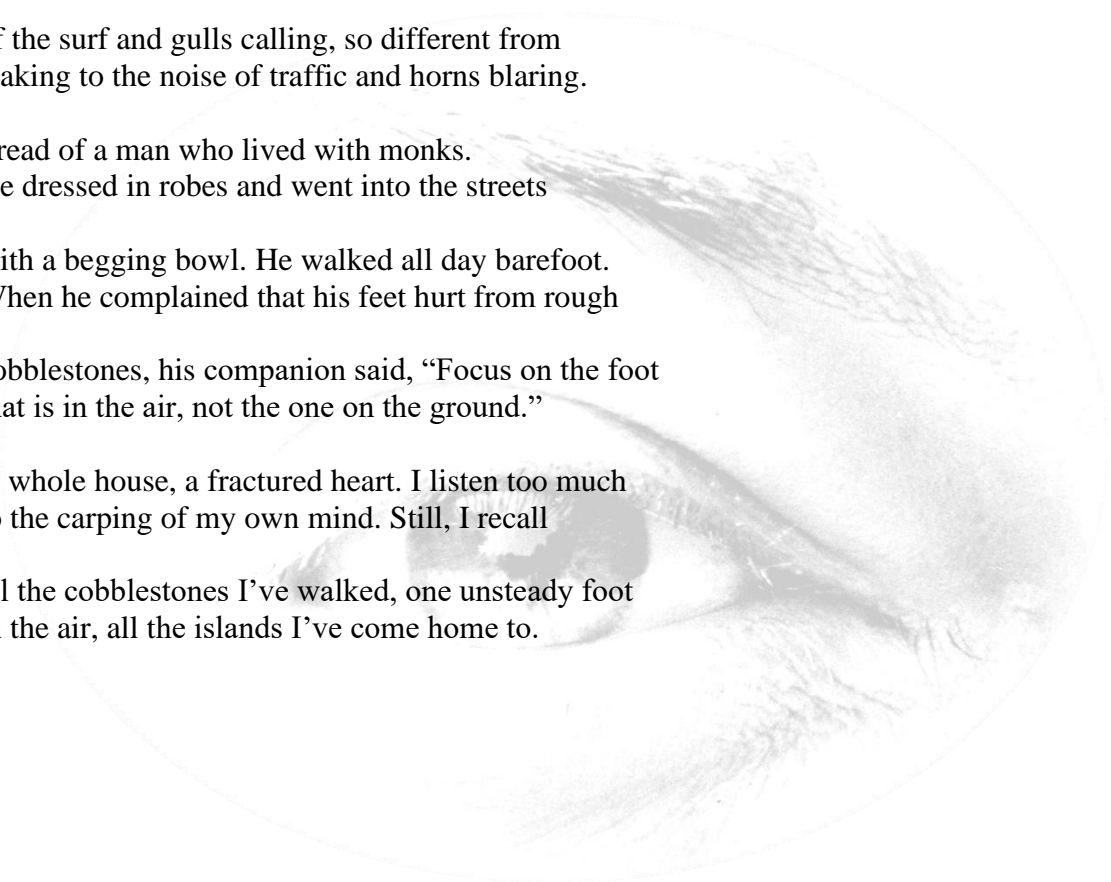 f the surf and gulls calling, so different from
aking to the noise of traffic and horns blaring.
read of a man who lived with monks.
e dressed in robes and went into the streets
ith a begging bowl. He walked all day barefoot.
hen he complained that his feet hurt from rough
obblestones, his companion said, “Focus on the foot
at is in the air, not the one on the ground.”
whole house, a fractured heart. I listen too much
the carping of my own mind. Still, I recall
l the cobblestones I’ve walked, one unsteady foot
the air, all the islands I’ve come home to.